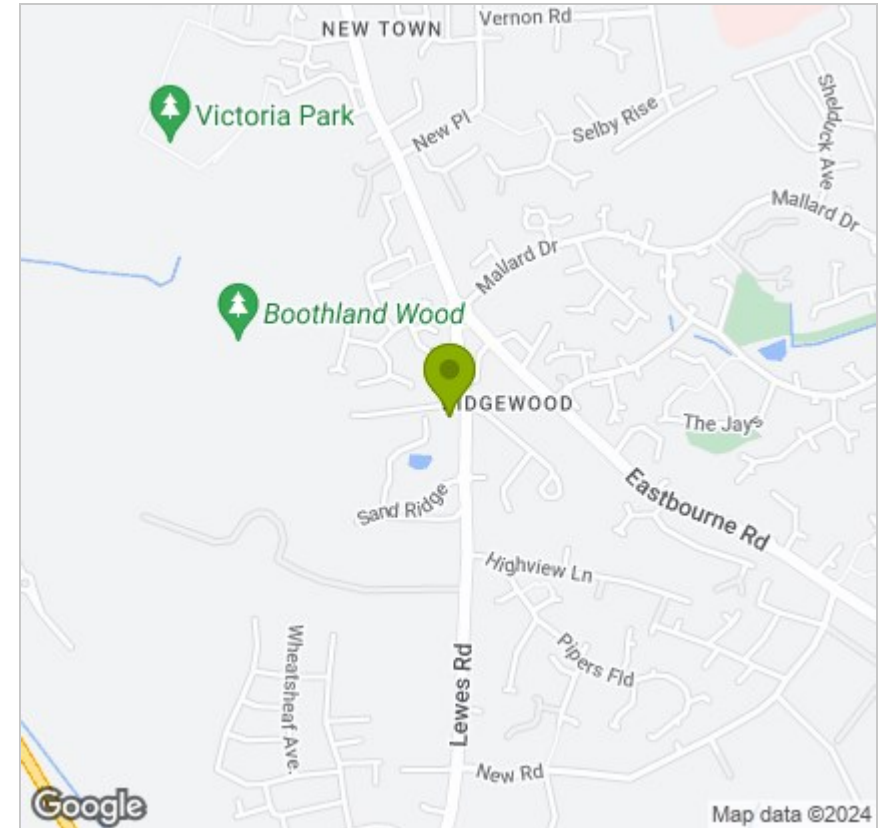 NEW TOWN
Vernon Rd
Victoria Park
New Pl
Selby Rise
Shelduck Ave
Mallard Dr
Mallard Dr
Boothland Wood
IDGEWOOD
The Jays
Sand Ridge
Eastbourne Rd
Highview Ln
Wheatsheaf Ave.
Pipers Fld
Lewes Rd
New Rd
Google
Map data ©2024